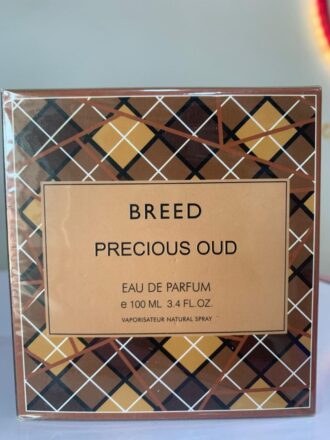 BREED
PRECIOUS OUD
EAU DE PARFUM
e 100 ML 3.4 FL.OZ.
VAPORISATEUR NATURAL SPRAY